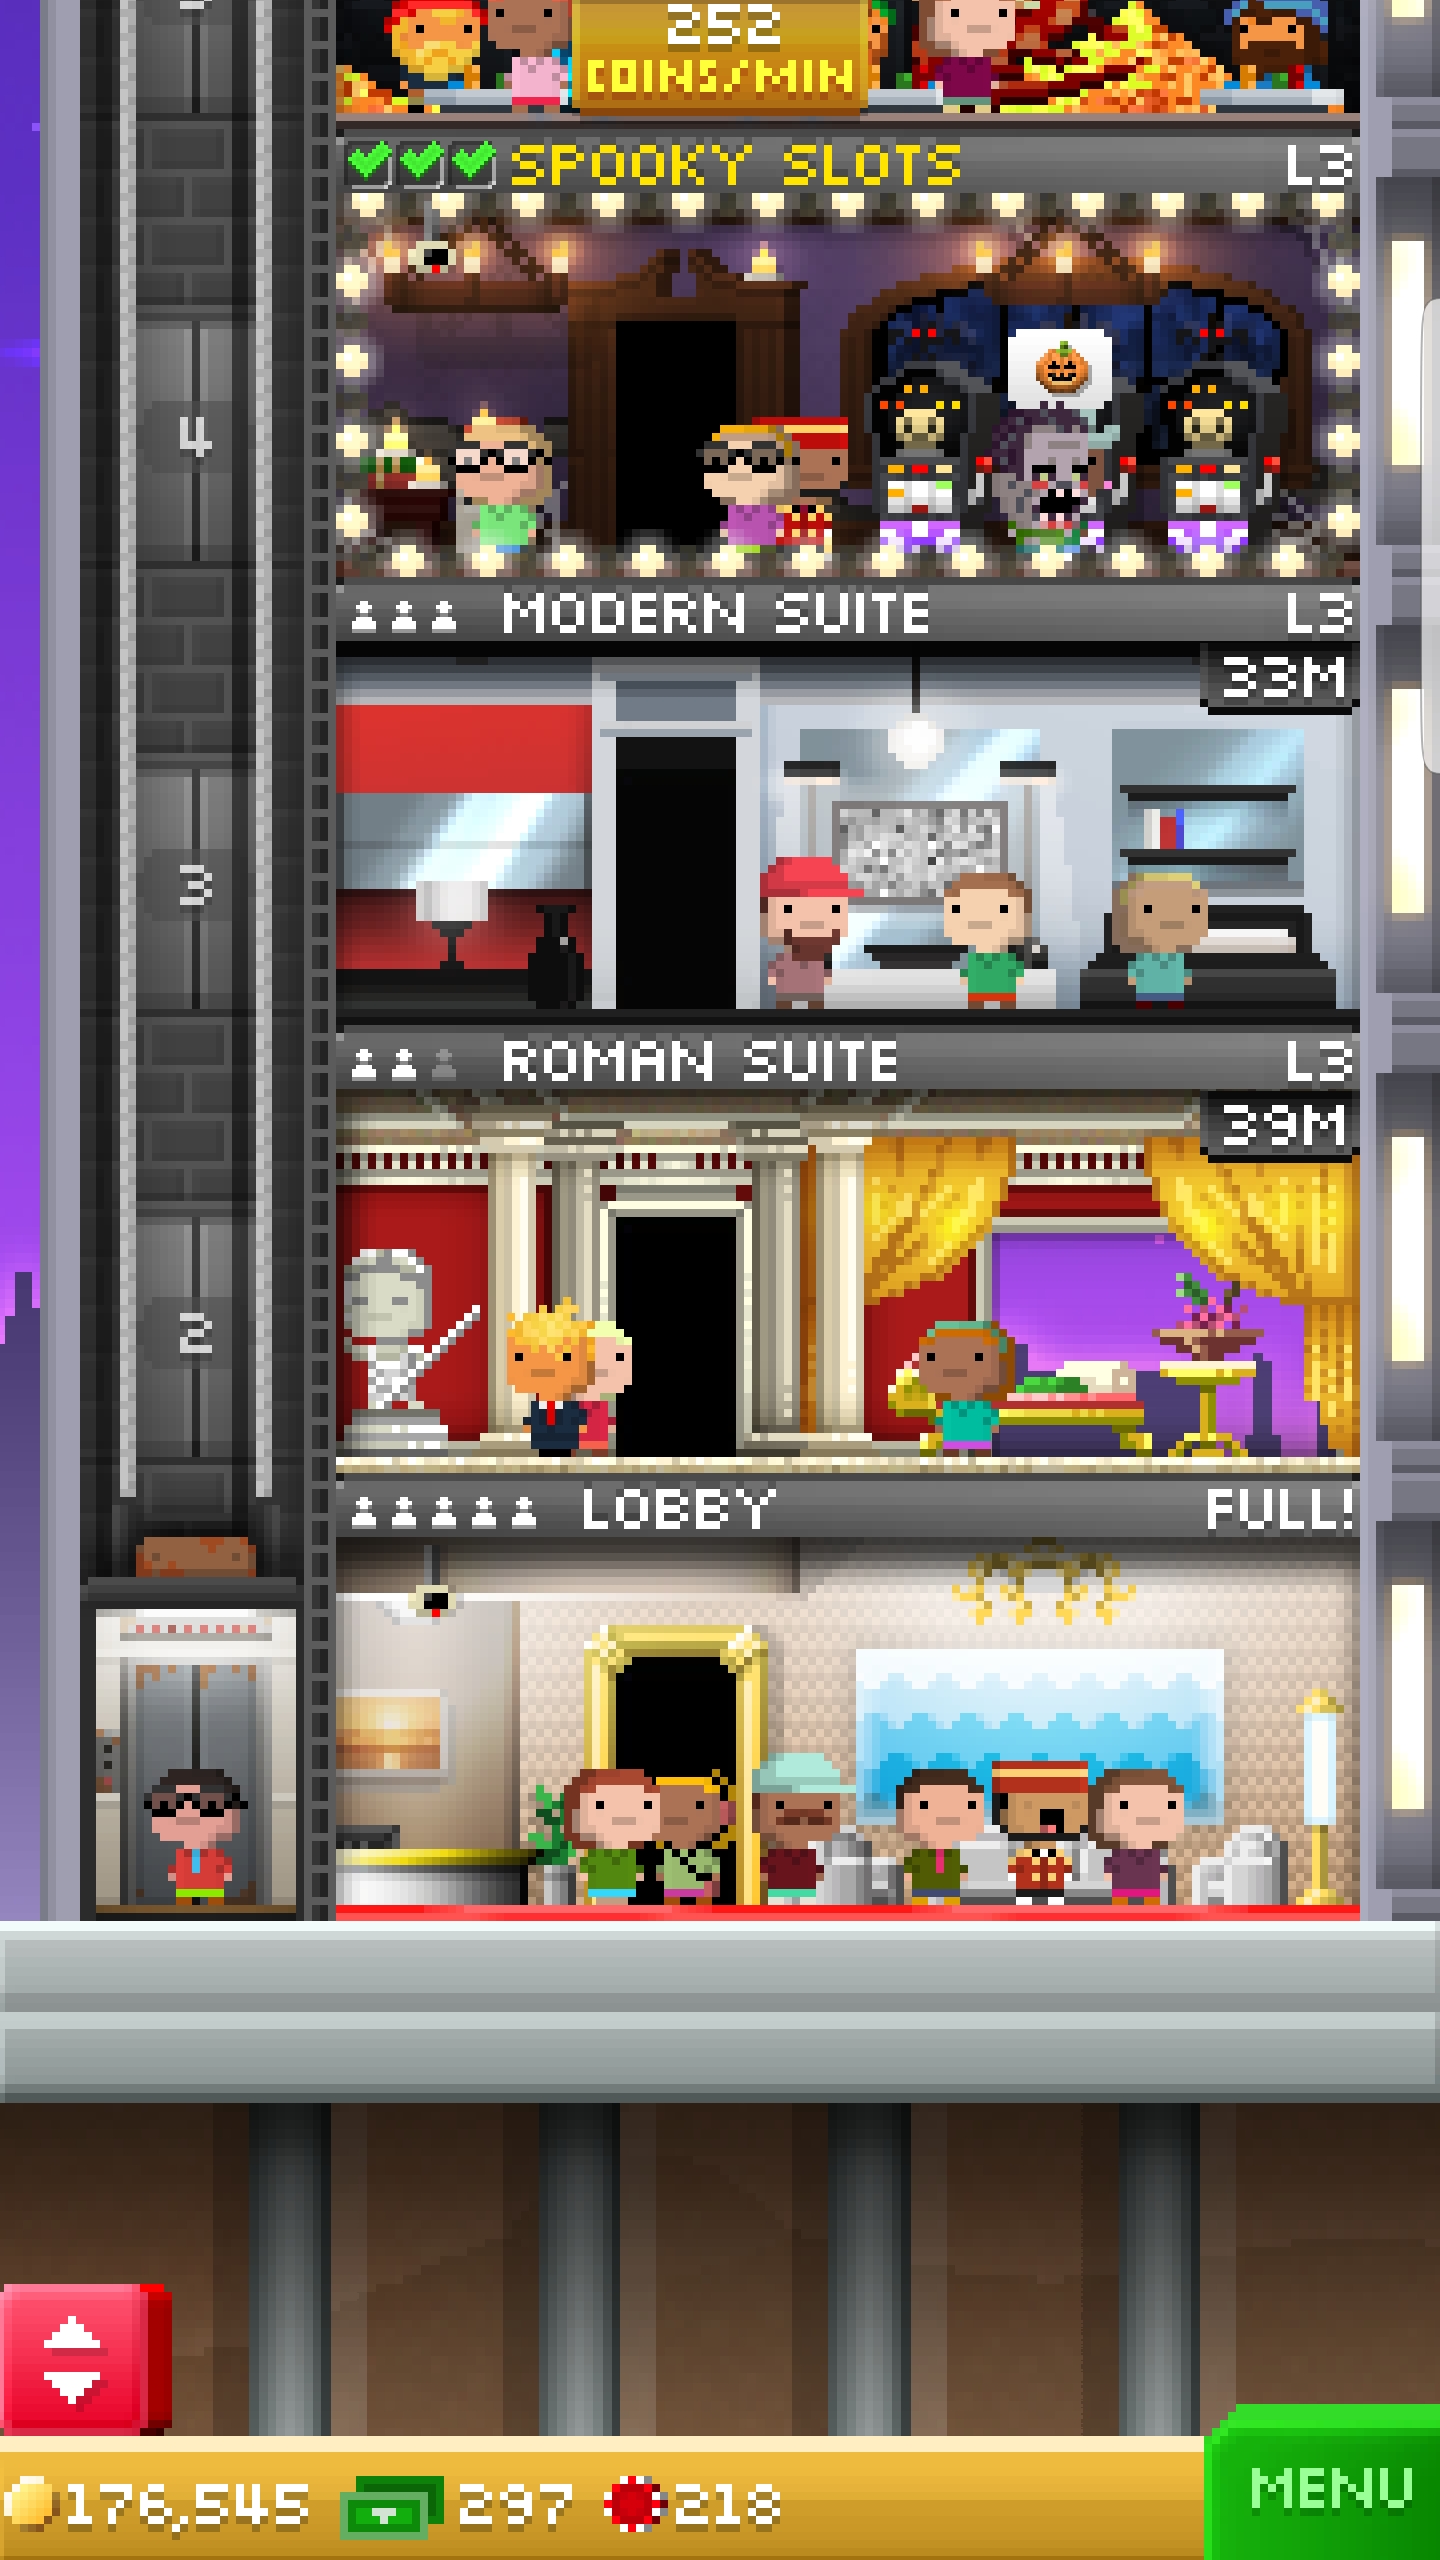 252
COINS/MIN
SPOOKY SLOTS L3
4
MODERN SUITE L3
33M
3
ROMAN SUITE L3
39M
2
LOBBY FULL!
176,545 297 218
MENU